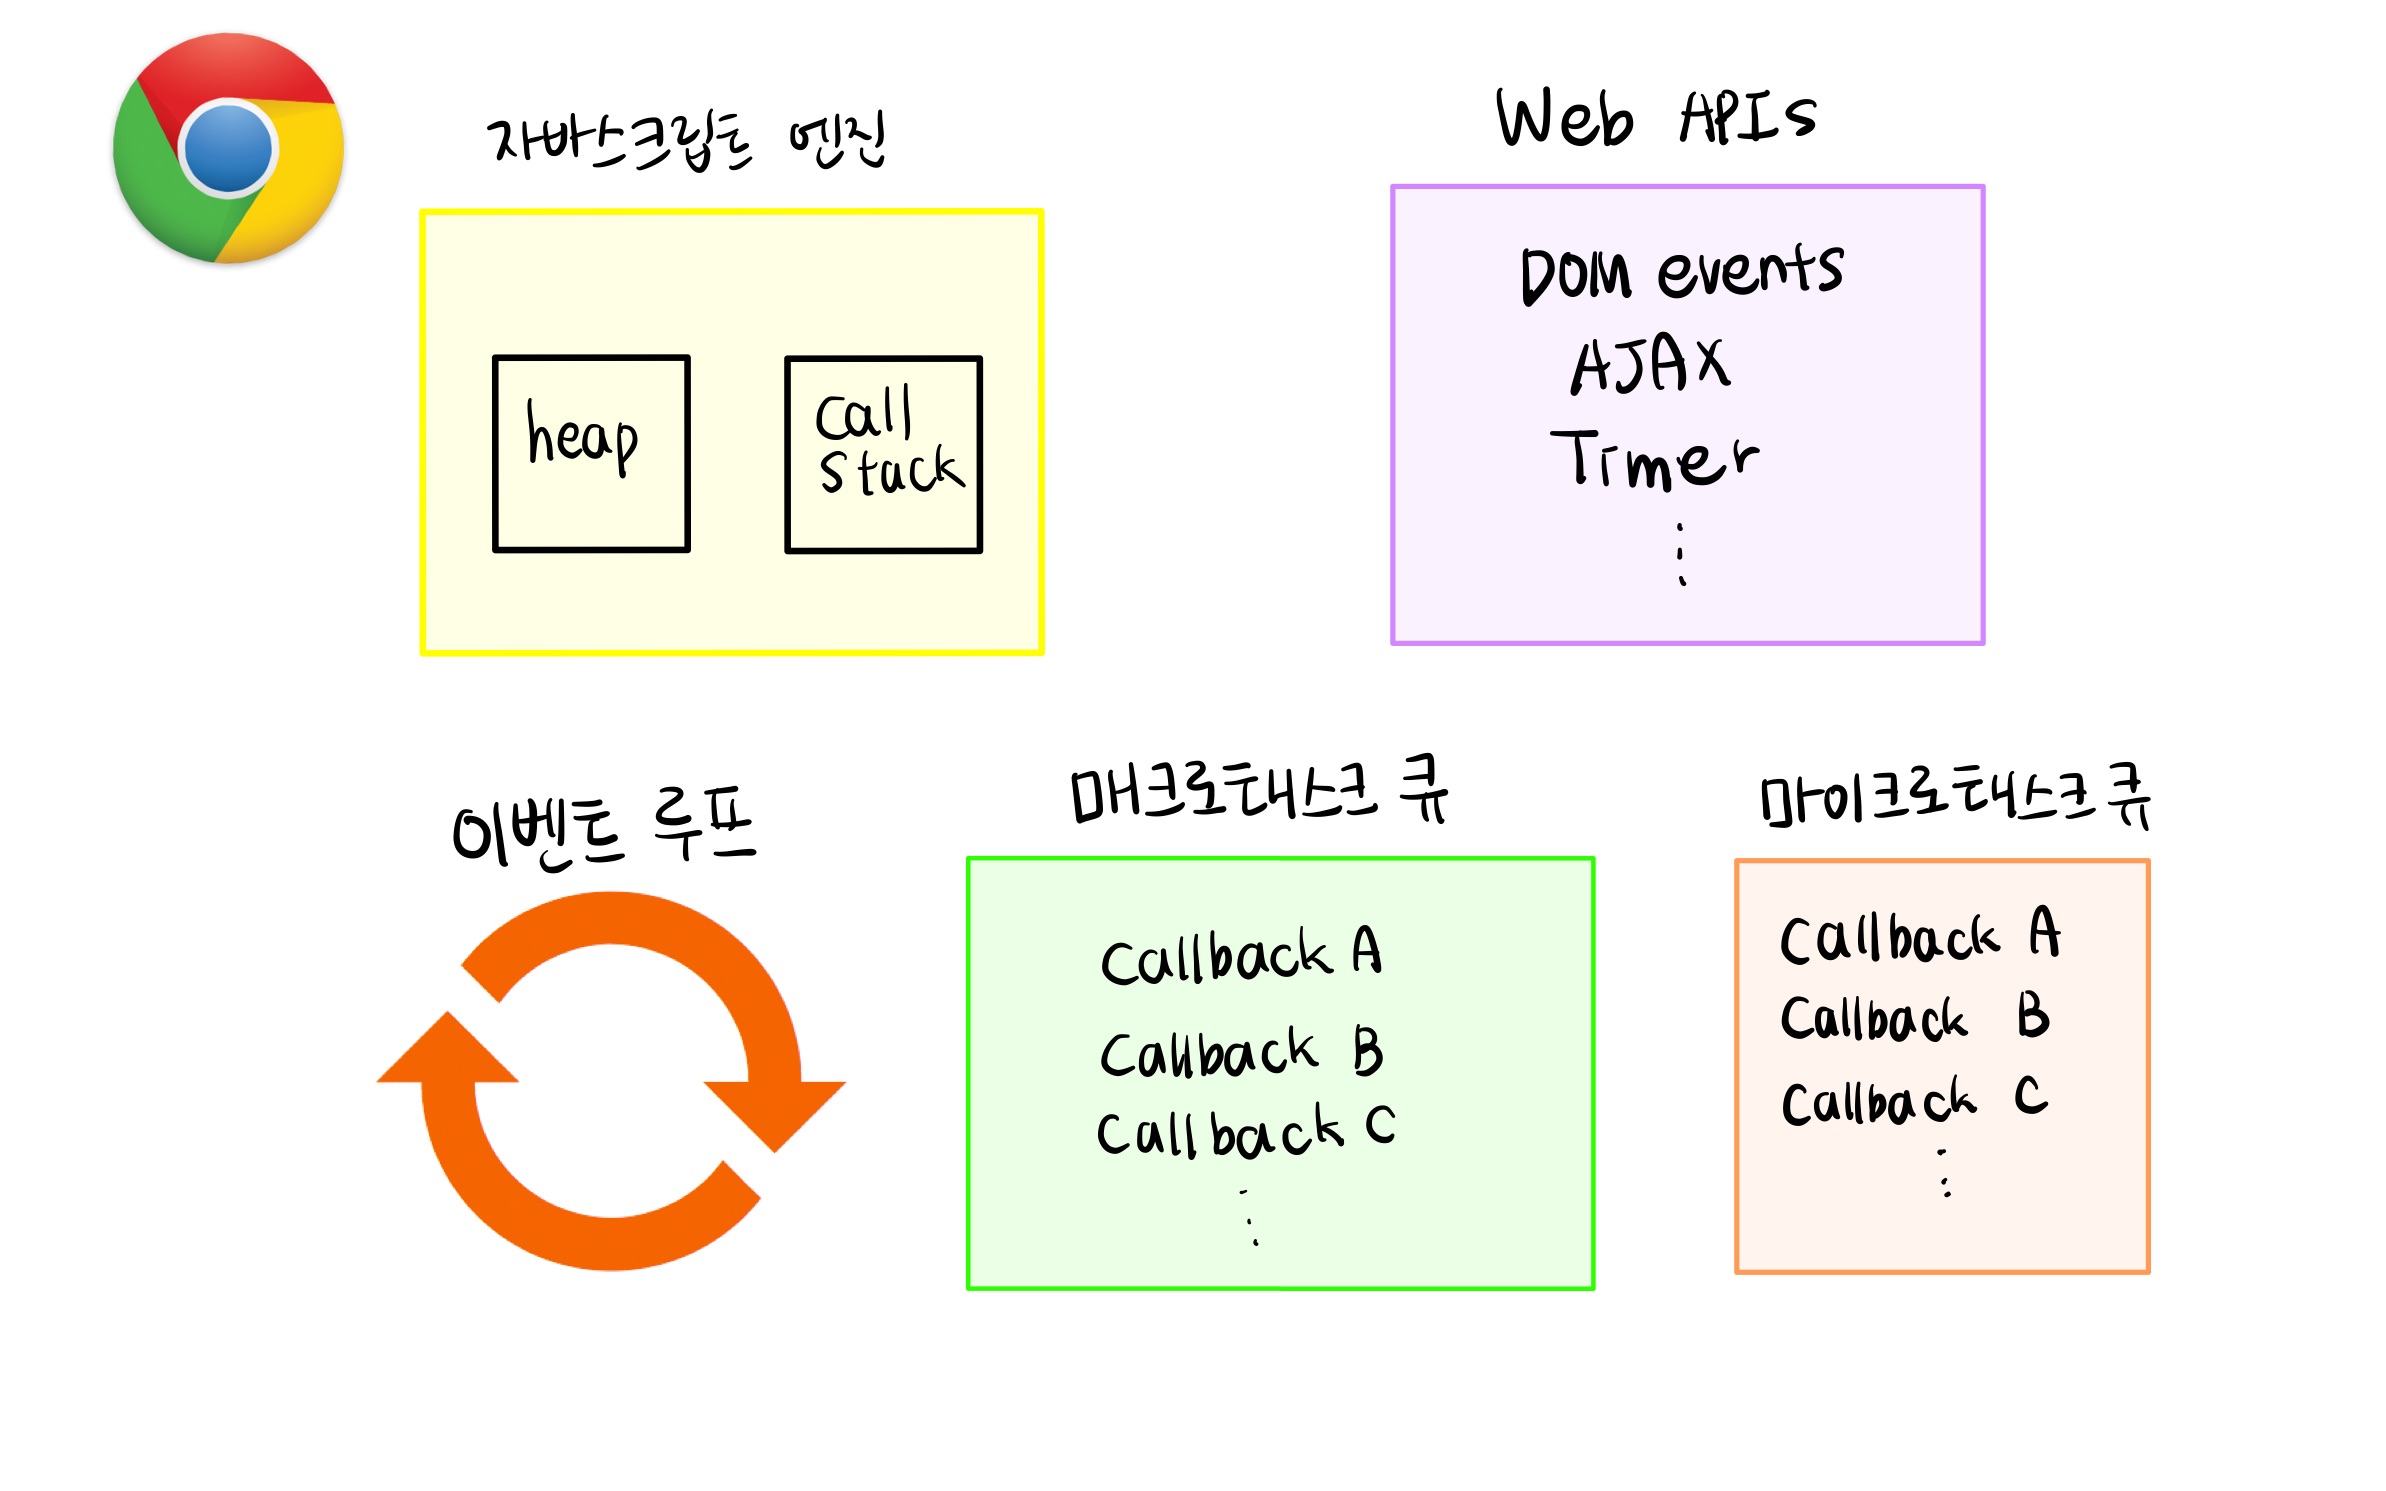 자바스크립트 엔진
heap
call
stack
Web APIs
DOM events
AJAX
Timer
이벤트 루프
매크로태스크 큐
Callback A
Callback B
Callback C
마이크로태스크 큐
Callback A
Callback B
Callback C